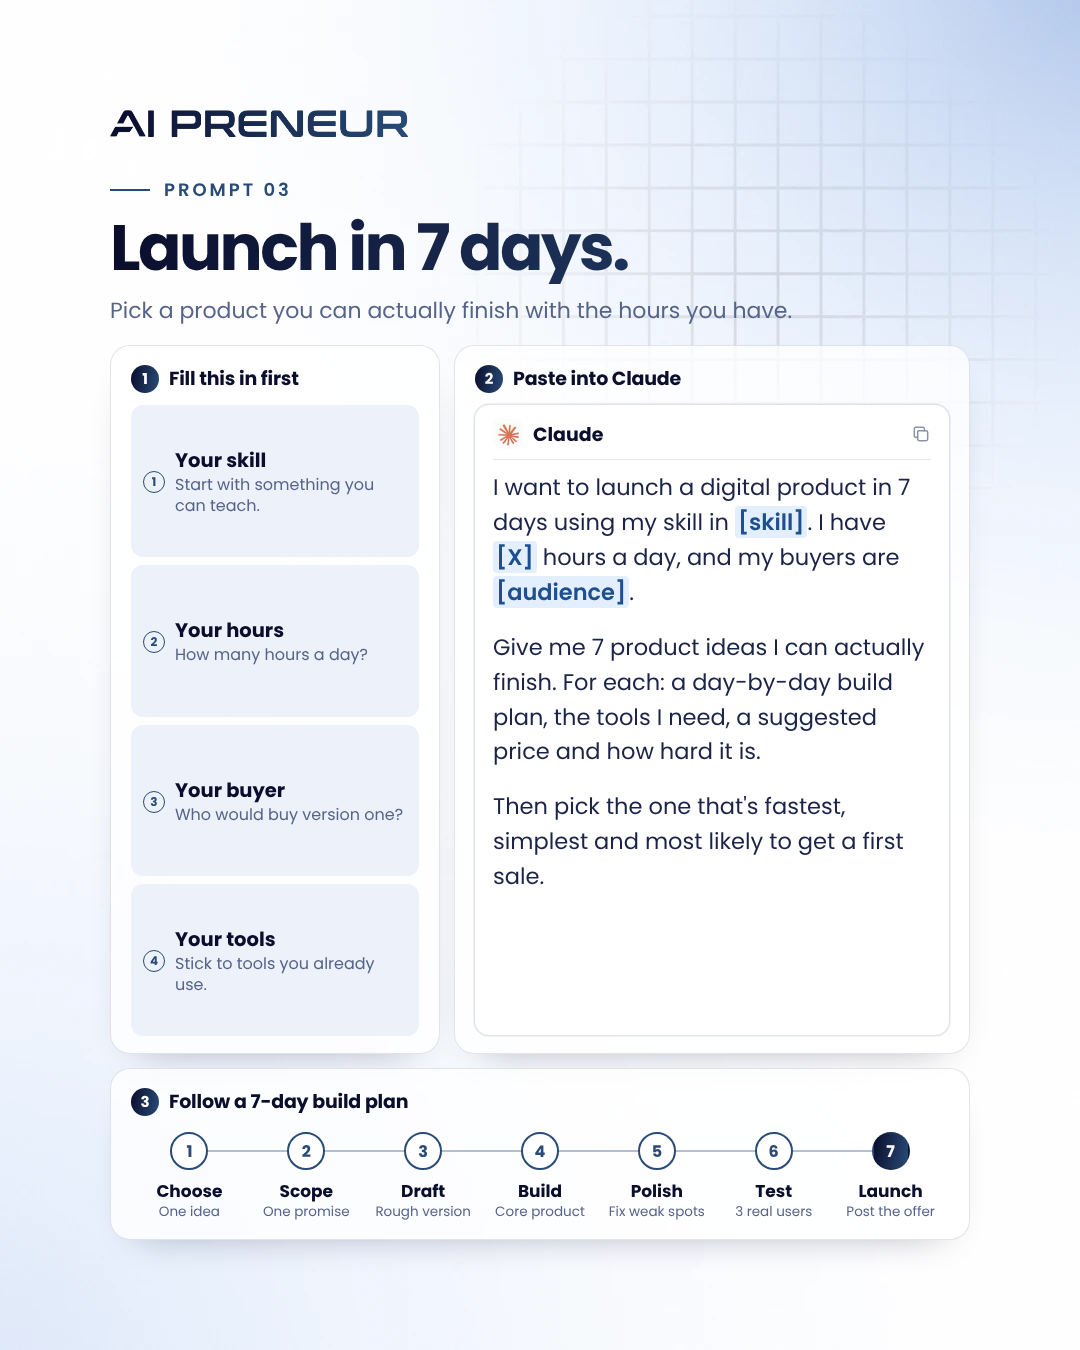 AI PRENEUR
PROMPT 03
Launch in 7 days.
Pick a product you can actually finish with the hours you have.
1 Fill this in first
1
Your skill
Start with something you
can teach.
2
Your hours
How many hours a day?
3
Your buyer
Who would buy version one?
4
Your tools
Stick to tools you already
use.
2 Paste into Claude
Claude
I want to launch a digital product in 7
days using my skill in [skill]. I have
[X] hours a day, and my buyers are
[audience].
Give me 7 product ideas I can actually
finish. For each: a day-by-day build
plan, the tools I need, a suggested
price and how hard it is.
Then pick the one that's fastest,
simplest and most likely to get a first
sale.
3 Follow a 7-day build plan
1 2 3 4 5 6 7
Choose Scope Draft Build Polish Test Launch
One idea One promise Rough version Core product Fix weak spots 3 real users Post the offer